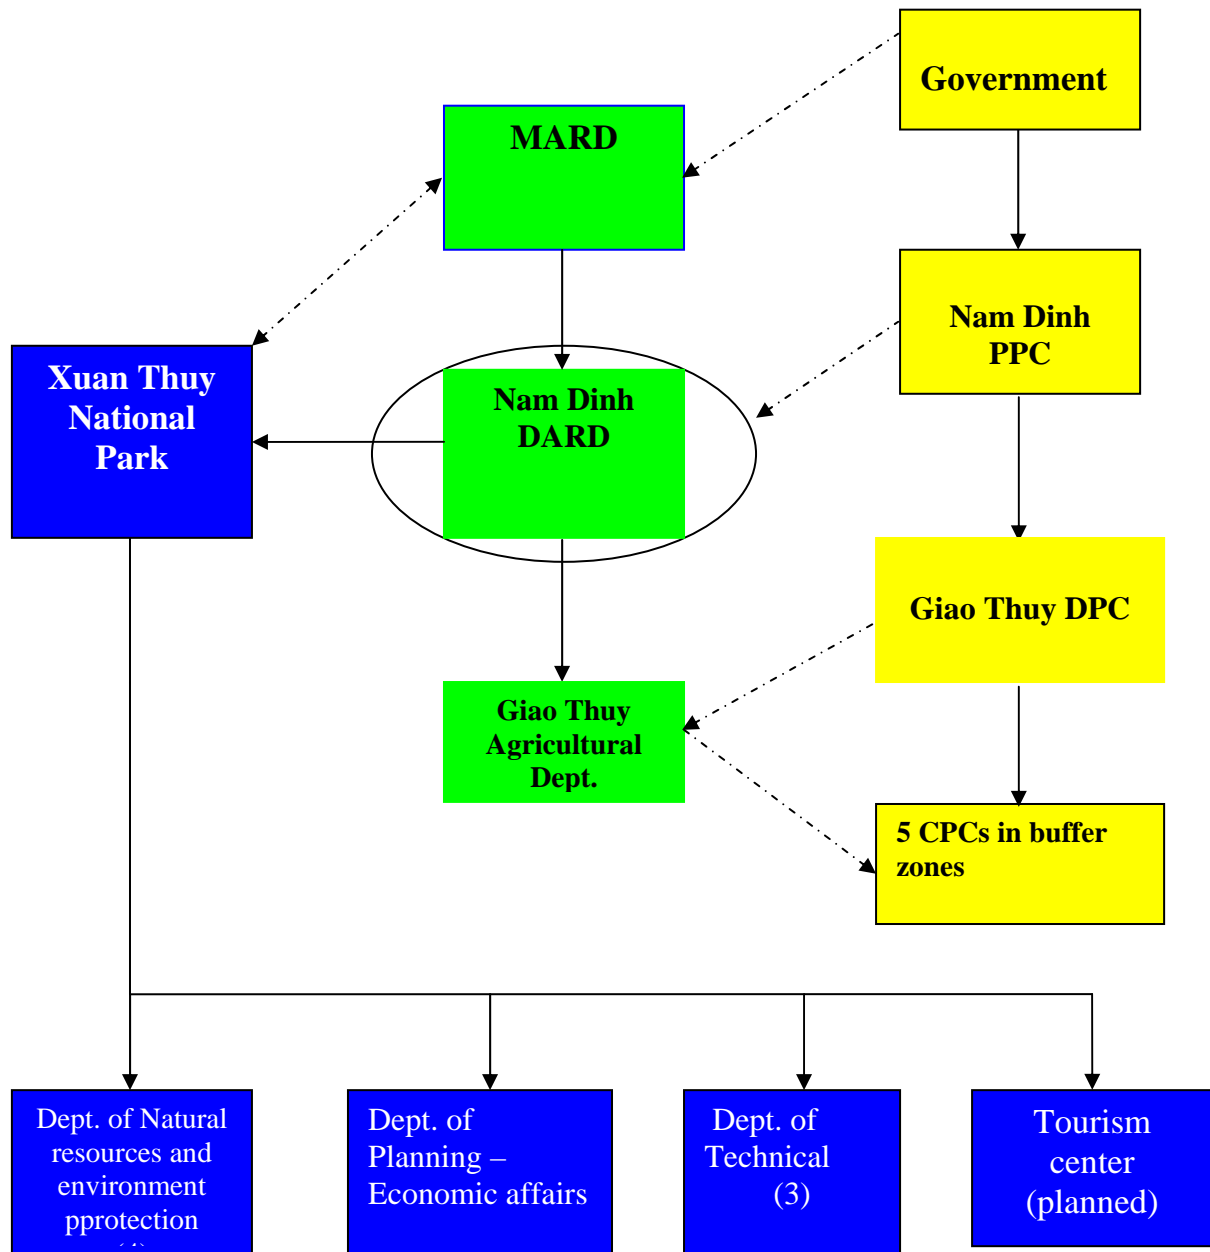 Government
MARD
Nam Dinh
PPC
Xuan Thuy
National
Park
Nam Dinh
DARD
Giao Thuy DPC
Giao Thuy
Agricultural
Dept.
5 CPCs in buffer
zones
Dept. of Natural
resources and
environment
pprotection
Dept. of
Planning –
Economic affairs
Dept. of
Technical
(3)
Tourism
center
(planned)